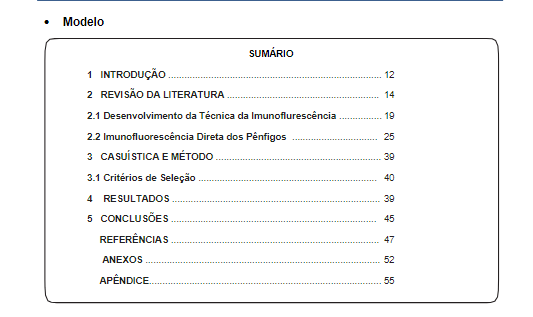 • Modelo
SUMÁRIO
1 INTRODUÇÃO ........................................ 12
2 REVISÃO DA LITERATURA ........................................ 14
2.1 Desenvolvimento da Técnica da Imunoflurescência ................ 19
2.2 Imunofluorescência Direta dos Pênfigos ................................ 25
3 CASUÍSTICA E MÉTODO ........................................ 39
3.1 Critérios de Seleção ........................................ 40
4 RESULTADOS ........................................ 39
5 CONCLUSÕES ........................................ 45
REFERÊNCIAS ........................................ 47
ANEXOS ........................................ 52
APÊNDICE........................................ 55